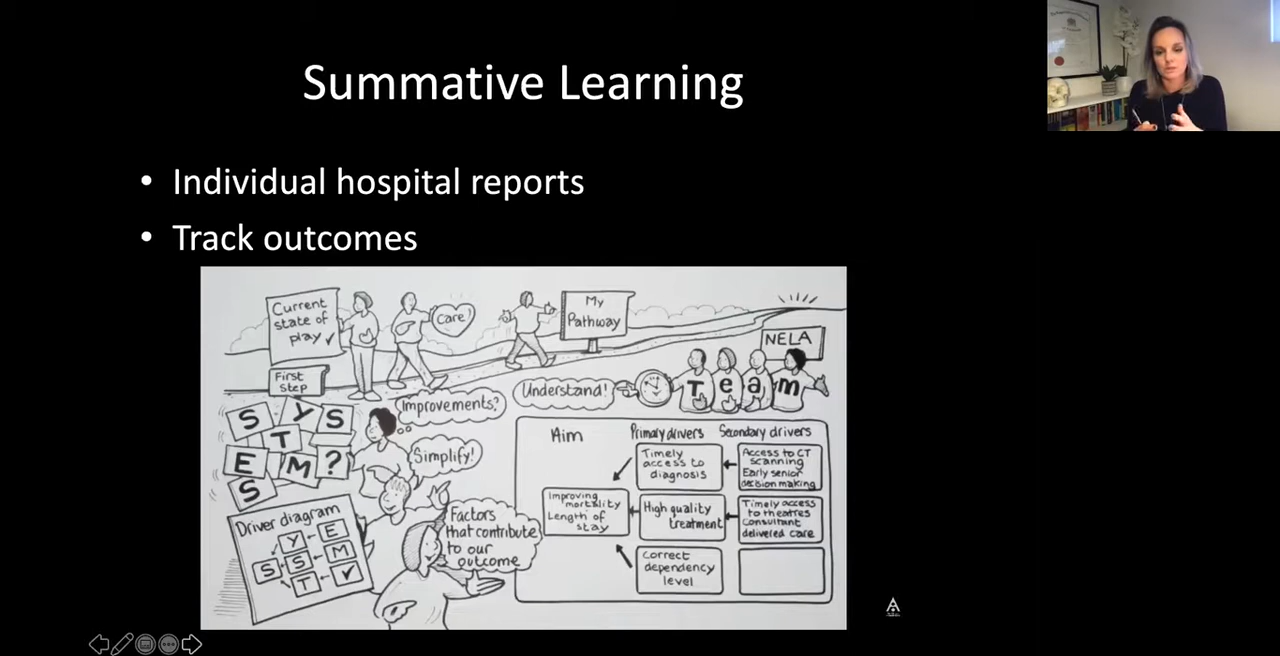 Summative Learning
• Individual hospital reports
• Track outcomes
Current
state of
play ✓
care!
My
Pathway
NELA
First
Step
Understand!
Team
Improvements?
S Y S
T
E M ?
S
Simplify!
Driver diagram
Y E
S S M
T ✓
Factors
that contribute
to our
outcome
Aim
Primary drivers
Secondary drivers
Timely
access to
diagnosis
Access to CT
scanning
Early senior
decision making
Improving
mortality
Length of
stay
High quality
treatment
Timely access
to theatres
Consultant
delivered care
Correct
dependency
level